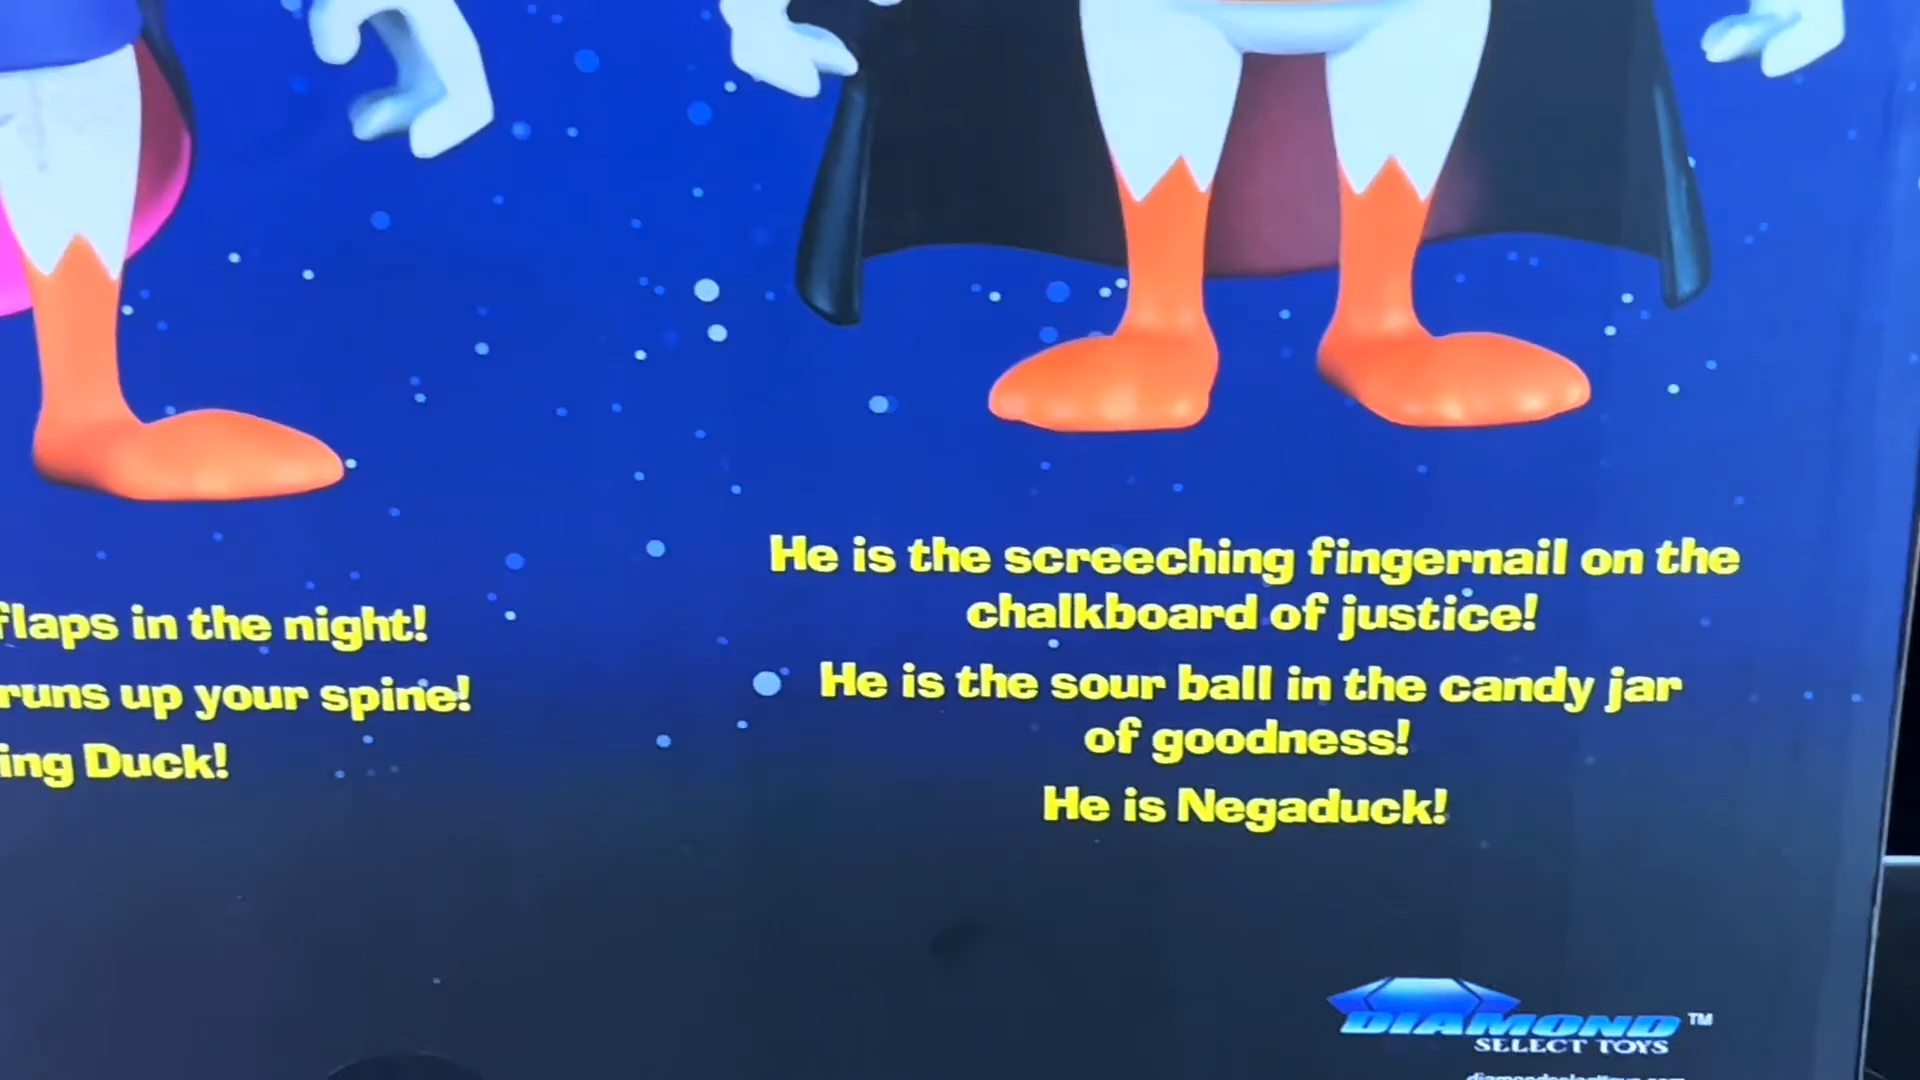 flaps in the night!
runs up your spine!
ing Duck!
He is the screeching fingernail on the
chalkboard of justice!
He is the sour ball in the candy jar
of goodness!
He is Negaduck!
DIAMOND™
SELECT TOYS